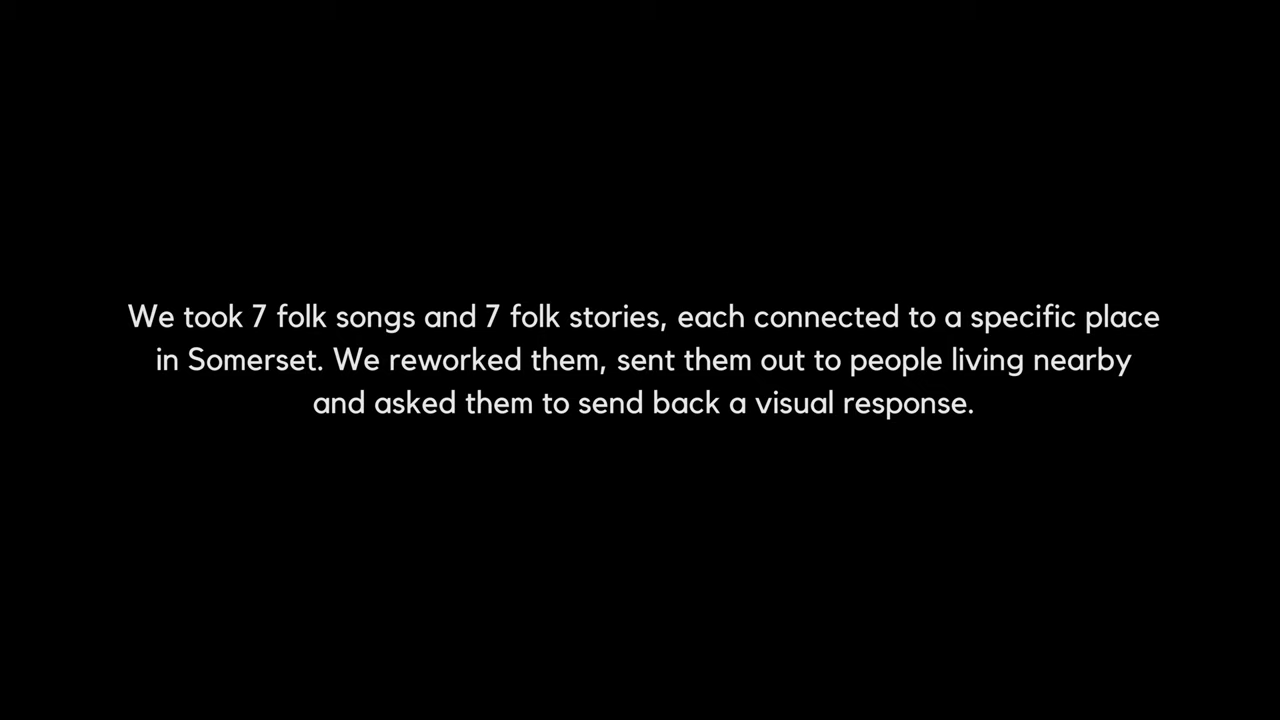 We took 7 folk songs and 7 folk stories, each connected to a specific place
in Somerset. We reworked them, sent them out to people living nearby
and asked them to send back a visual response.